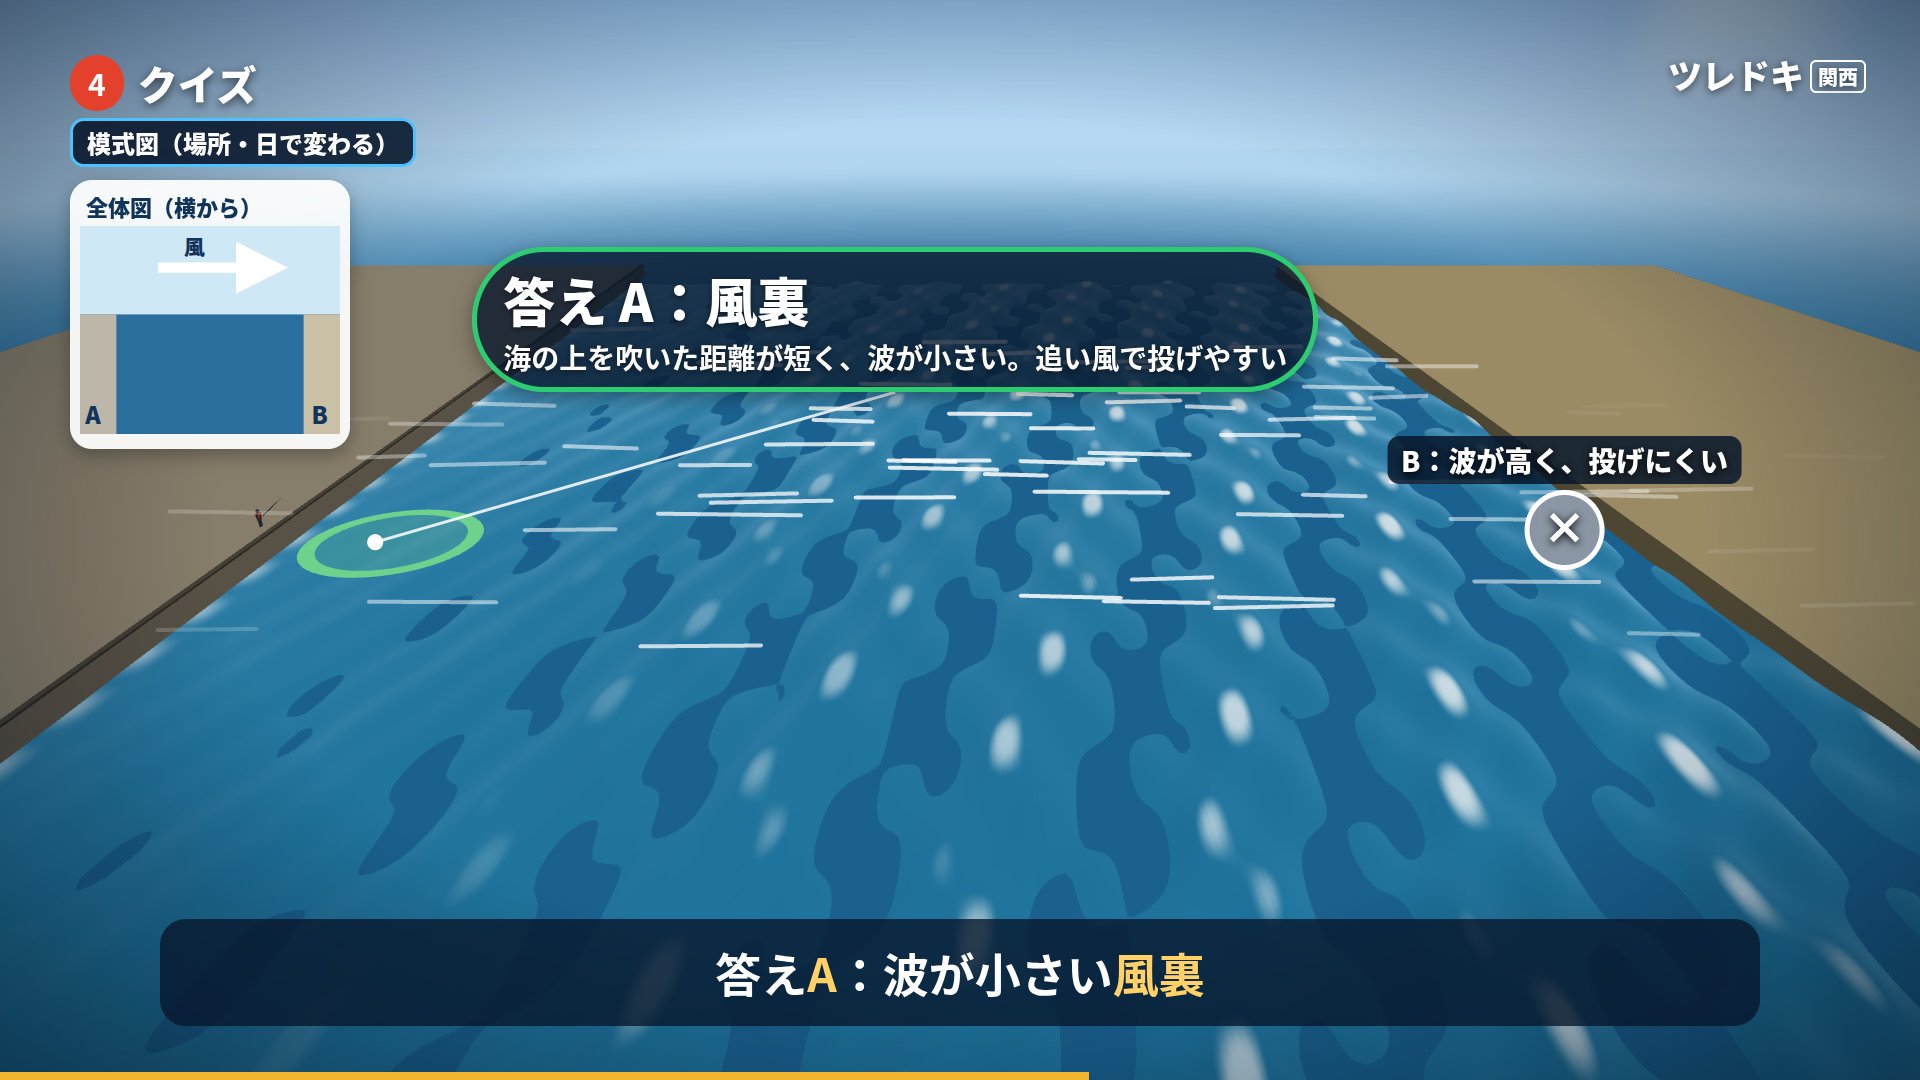 4 クイズ
ツレドキ 関西
模式図（場所・日で変わる）
全体図（横から）
風
A
B
答え A：風裏
海の上を吹いた距離が短く、波が小さい。追い風で投げやすい
B：波が高く、投げにくい
✕
答えA：波が小さい風裏